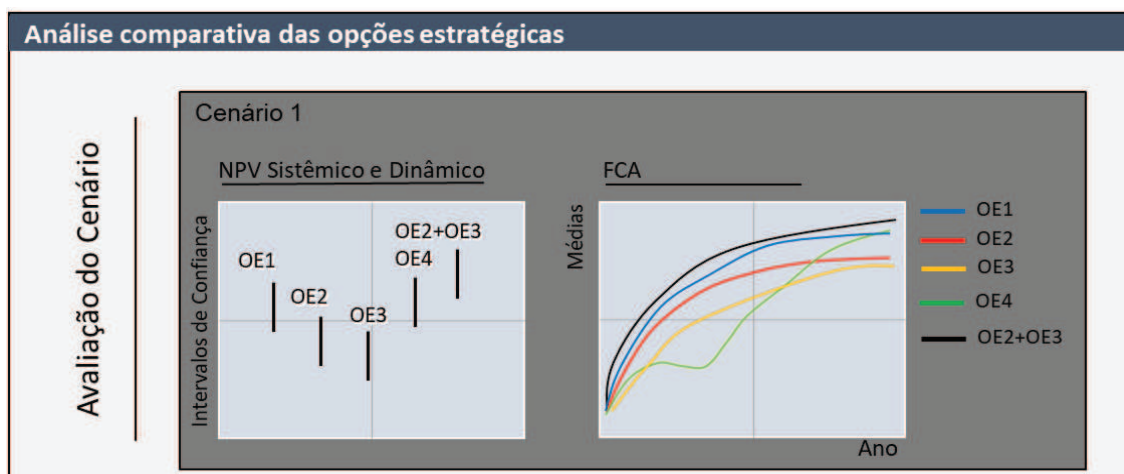 Análise comparativa das opções estratégicas
Avaliação do Cenário
Cenário 1
NPV Sistêmico e Dinâmico
Intervalos de Confiança
OE1
OE2
OE3
OE2+OE3
OE4
FCA
Médias
Ano
OE1
OE2
OE3
OE4
OE2+OE3